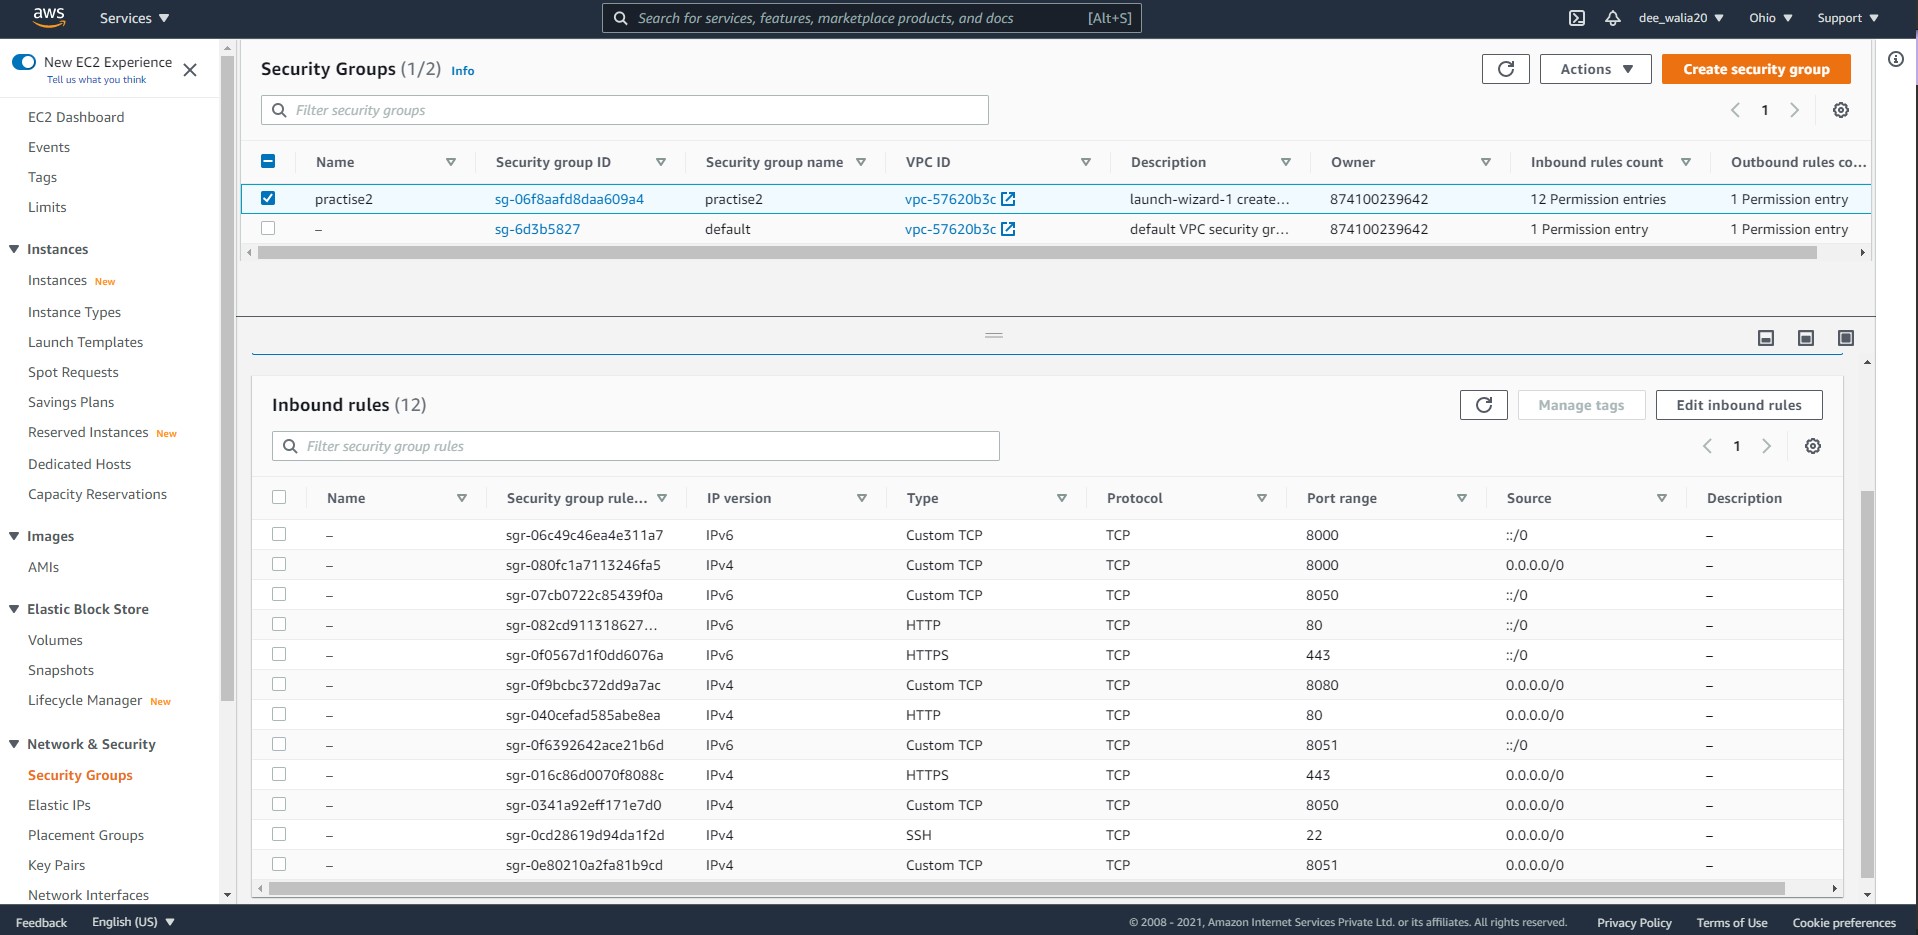 aws Services Search for services, features, marketplace products, and docs [Alt+S] dee_walia20 Ohio Support
New EC2 Experience
Tell us what you think
EC2 Dashboard
Events
Tags
Limits
Instances
Instances New
Instance Types
Launch Templates
Spot Requests
Savings Plans
Reserved Instances New
Dedicated Hosts
Capacity Reservations
Images
AMIs
Elastic Block Store
Volumes
Snapshots
Lifecycle Manager New
Network & Security
Security Groups
Elastic IPs
Placement Groups
Key Pairs
Network Interfaces
Security Groups (1/2) Info Actions Create security group
Filter security groups 1
Name Security group ID Security group name VPC ID Description Owner Inbound rules count Outbound rules co...
practise2 sg-06f8aafd8daa609a4 practise2 vpc-57620b3c launch-wizard-1 create... 874100239642 12 Permission entries 1 Permission entry
– sg-6d3b5827 default vpc-57620b3c default VPC security gr... 874100239642 1 Permission entry 1 Permission entry
Inbound rules (12) Manage tags Edit inbound rules
Filter security group rules 1
Name Security group rule... IP version Type Protocol Port range Source Description
– sgr-06c49c46ea4e311a7 IPv6 Custom TCP TCP 8000 ::/0 –
– sgr-080fc1a7113246fa5 IPv4 Custom TCP TCP 8000 0.0.0.0/0 –
– sgr-07cb0722c85439f0a IPv6 Custom TCP TCP 8050 ::/0 –
– sgr-082cd911318627... IPv6 HTTP TCP 80 ::/0 –
– sgr-0f0567d1f0dd6076a IPv6 HTTPS TCP 443 ::/0 –
– sgr-0f9bcbc372dd9a7ac IPv4 Custom TCP TCP 8080 0.0.0.0/0 –
– sgr-040cefad585abe8ea IPv4 HTTP TCP 80 0.0.0.0/0 –
– sgr-0f6392642ace21b6d IPv6 Custom TCP TCP 8051 ::/0 –
– sgr-016c86d0070f8088c IPv4 HTTPS TCP 443 0.0.0.0/0 –
– sgr-0341a92eff171e7d0 IPv4 Custom TCP TCP 8050 0.0.0.0/0 –
– sgr-0cd28619d94da1f2d IPv4 SSH TCP 22 0.0.0.0/0 –
– sgr-0e80210a2fa81b9cd IPv4 Custom TCP TCP 8051 0.0.0.0/0 –
Feedback English (US) © 2008 - 2021, Amazon Internet Services Private Ltd. or its affiliates. All rights reserved. Privacy Policy Terms of Use Cookie preferences